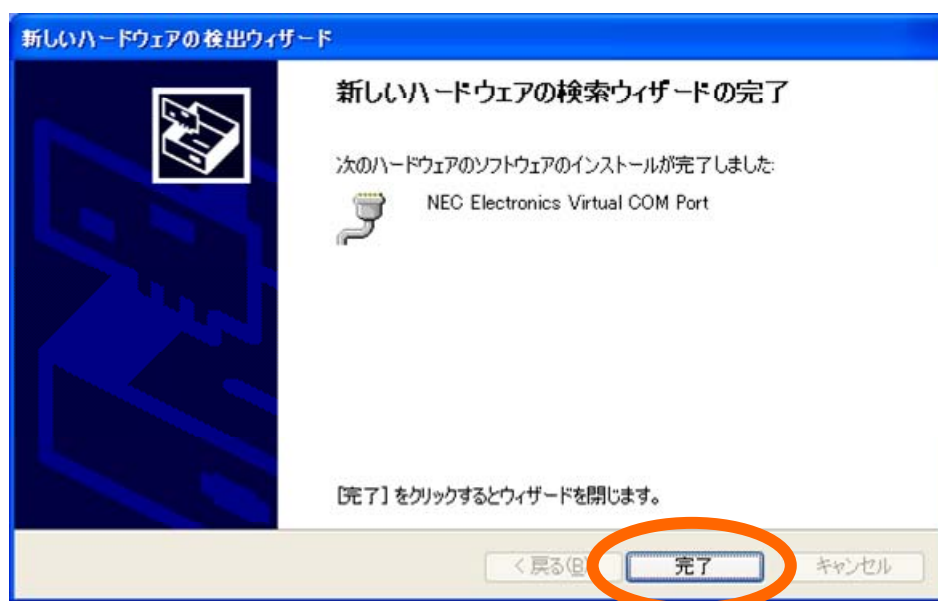 新しいハードウェアの検出ウィザード
新しいハードウェアの検索ウィザードの完了
次のハードウェアのソフトウェアのインストールが完了しました:
NEC Electronics Virtual COM Port
[完了] をクリックするとウィザードを閉じます。
< 戻る(B) 完了 キャンセル